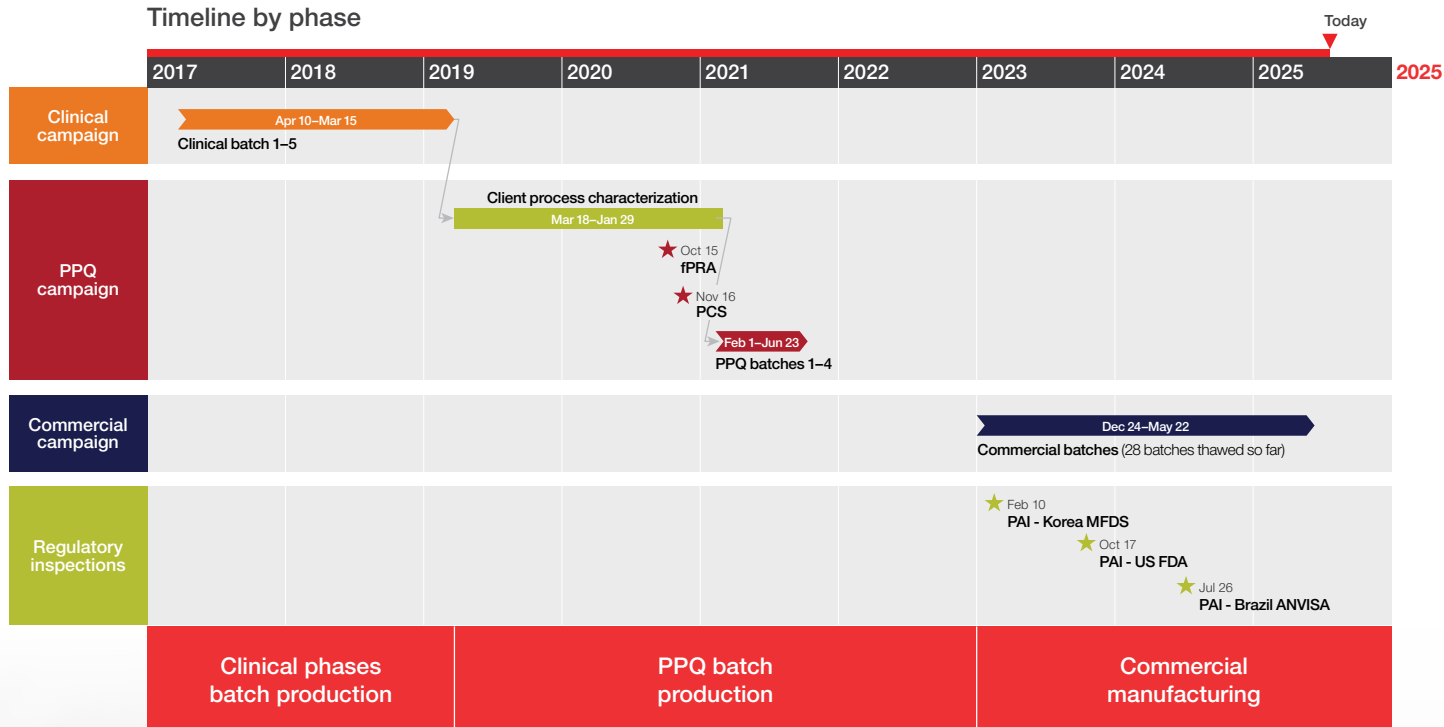 Timeline by phase
Today
2017 2018 2019 2020 2021 2022 2023 2024 2025 2025
Clinical
campaign
Apr 10–Mar 15
Clinical batch 1–5
PPQ
campaign
Client process characterization
Mar 18–Jan 29
Oct 15
fPRA
Nov 16
PCS
Feb 1–Jun 23
PPQ batches 1–4
Commercial
campaign
Dec 24–May 22
Commercial batches (28 batches thawed so far)
Regulatory
inspections
Feb 10
PAI - Korea MFDS
Oct 17
PAI - US FDA
Jul 26
PAI - Brazil ANVISA
Clinical phases
batch production
PPQ batch
production
Commercial
manufacturing